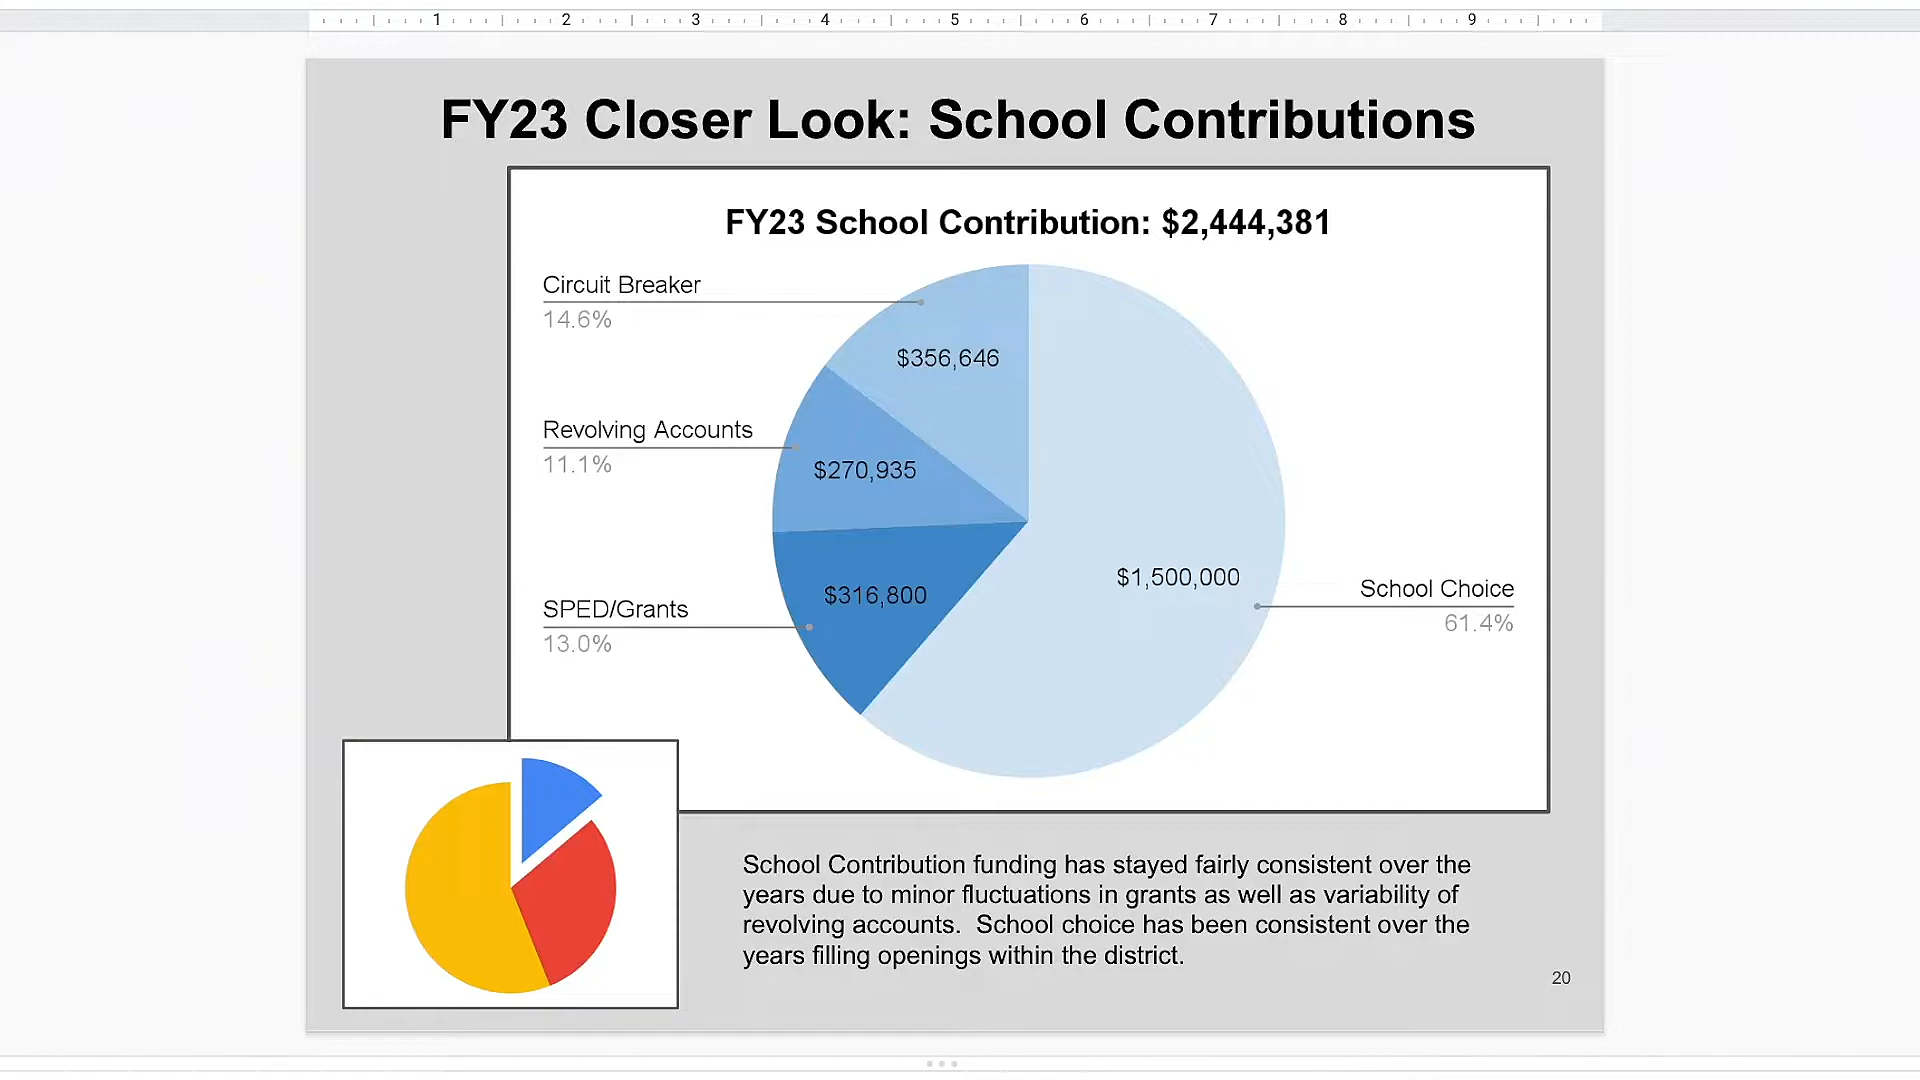 1 2 3 4 5 6 7 8 9
FY23 Closer Look: School Contributions
FY23 School Contribution: $2,444,381
Circuit Breaker
14.6%
$356,646
Revolving Accounts
11.1%
$270,935
SPED/Grants
13.0%
$316,800
$1,500,000
School Choice
61.4%
School Contribution funding has stayed fairly consistent over the
years due to minor fluctuations in grants as well as variability of
revolving accounts.  School choice has been consistent over the
years filling openings within the district.
20